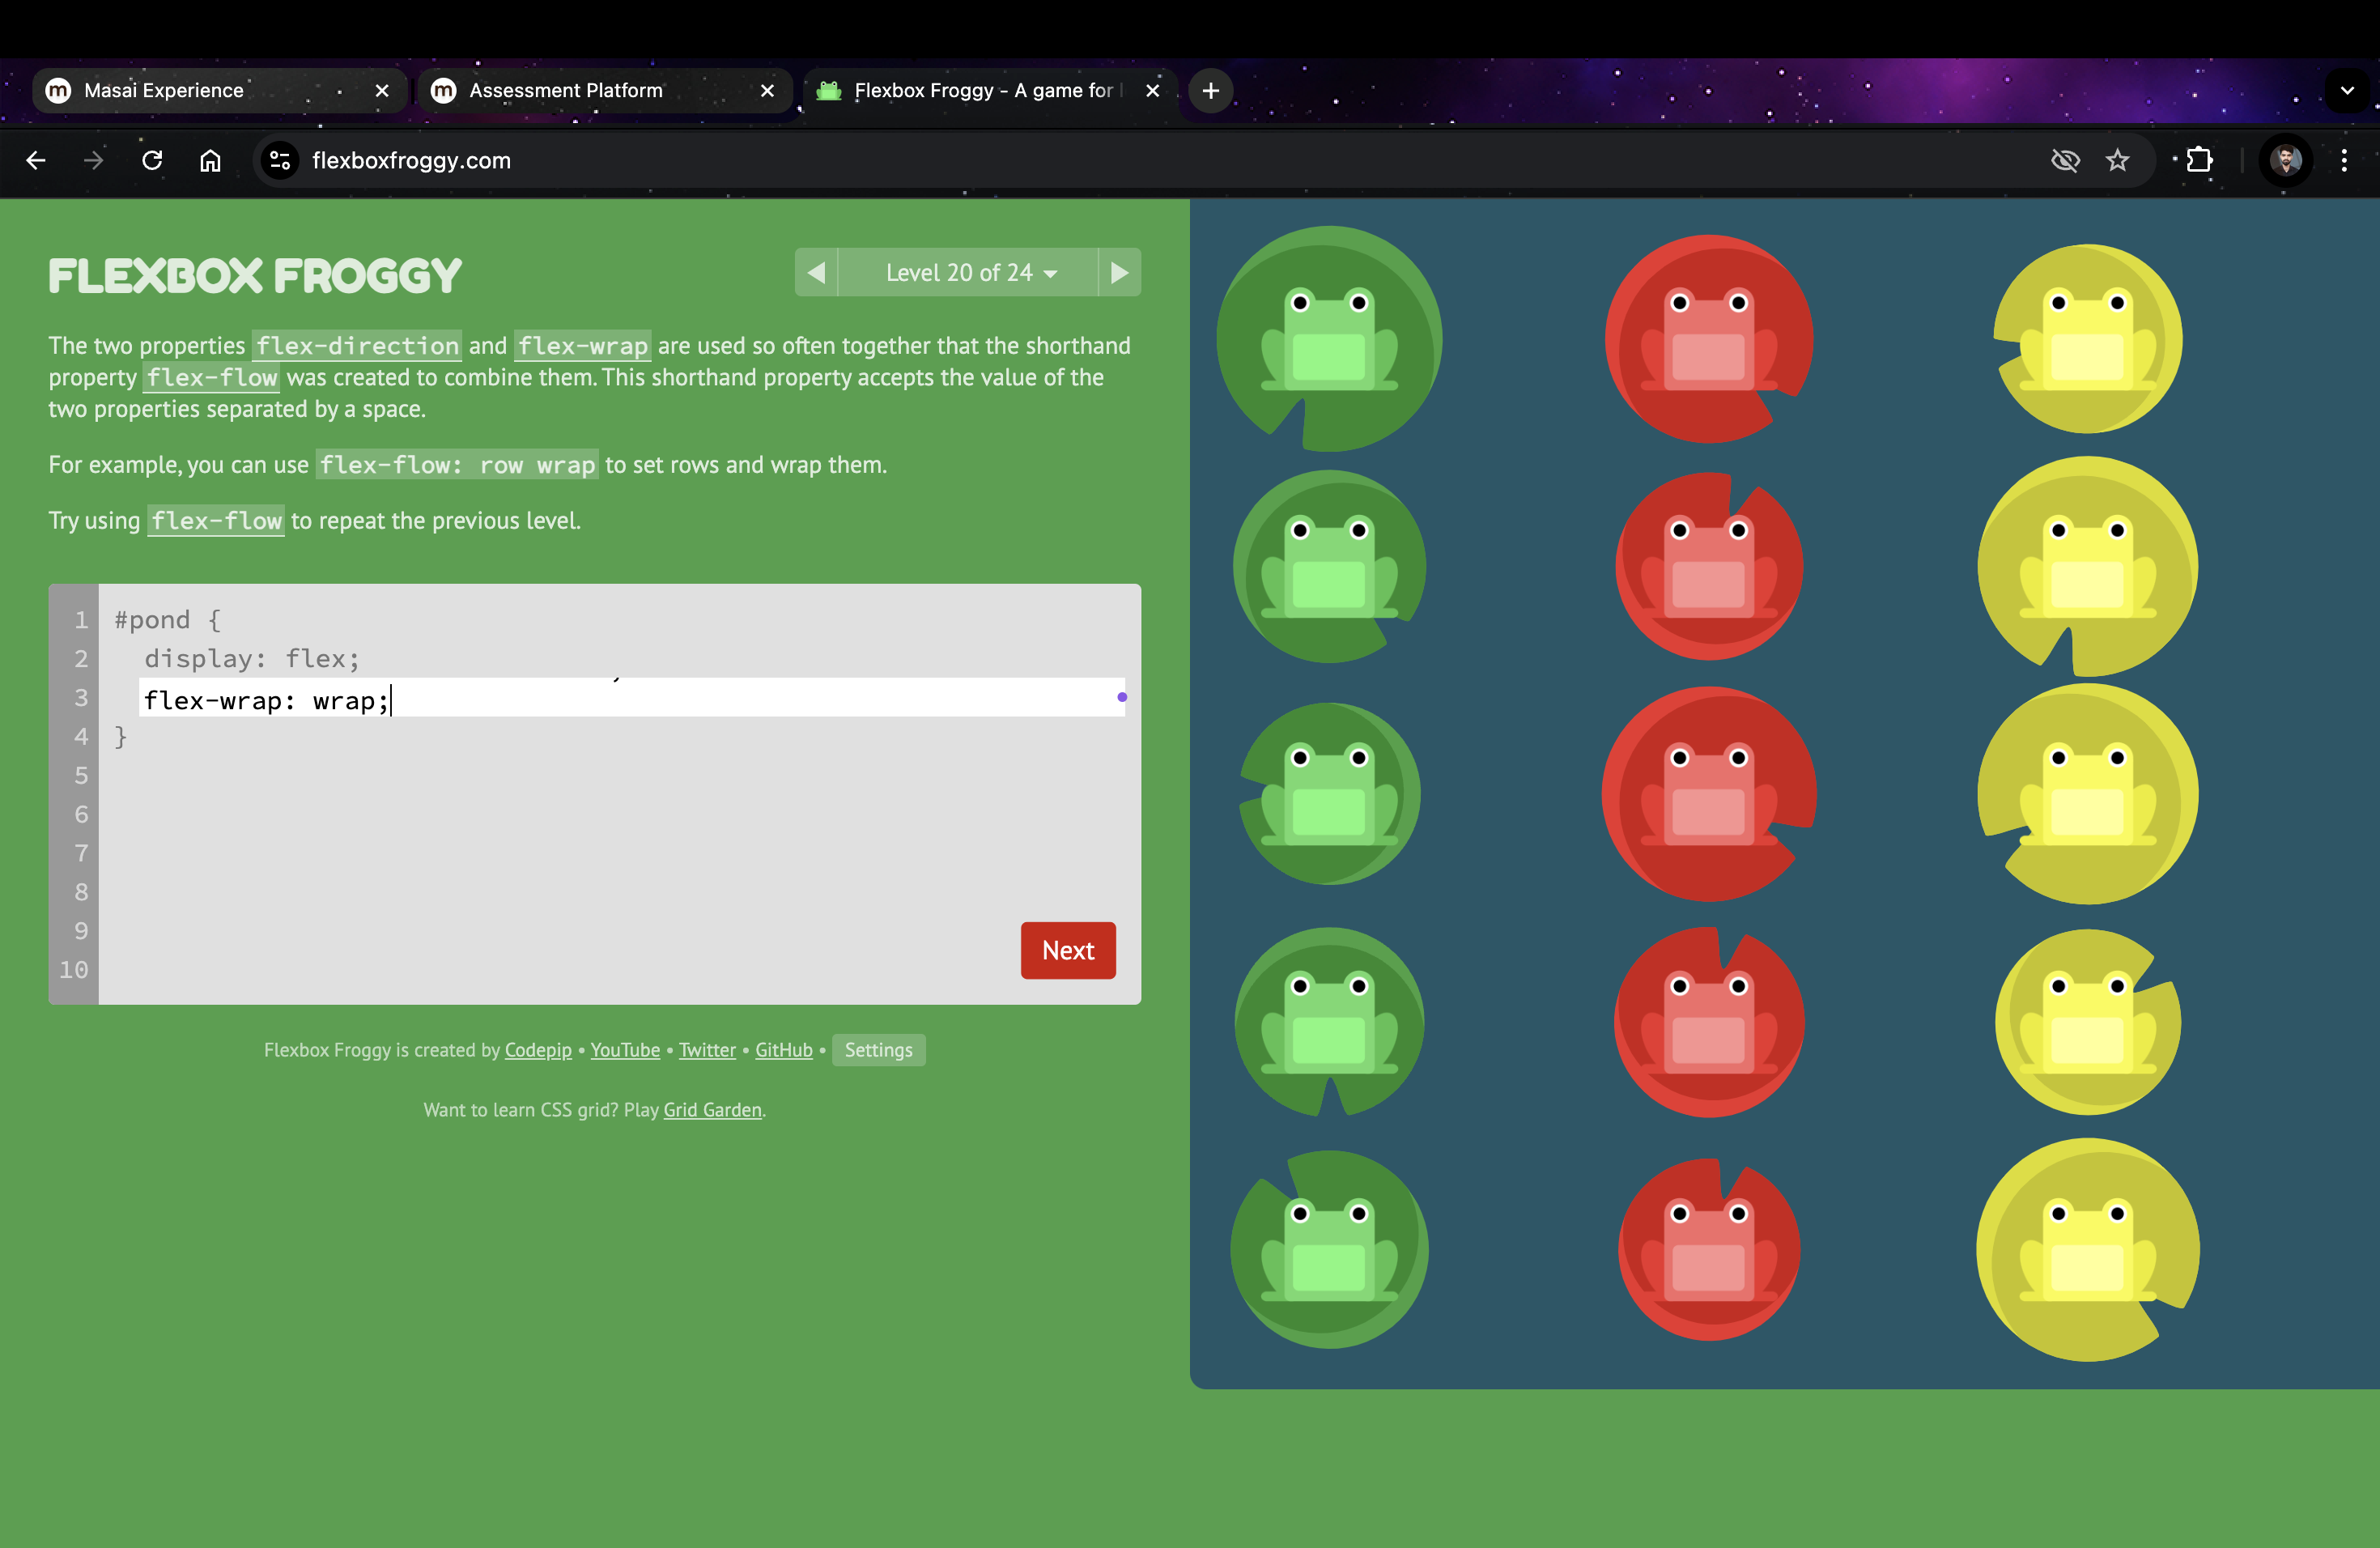 Masai Experience
Assessment Platform
Flexbox Froggy - A game for
flexboxfroggy.com
FLEXBOX FROGGY
Level 20 of 24
The two properties flex-direction and flex-wrap are used so often together that the shorthand
property flex-flow was created to combine them. This shorthand property accepts the value of the
two properties separated by a space.
For example, you can use flex-flow: row wrap to set rows and wrap them.
Try using flex-flow to repeat the previous level.
1 #pond {
2 display: flex;
3 flex-wrap: wrap;
4 }
5
6
7
8
9
10
Next
Flexbox Froggy is created by Codepip • YouTube • Twitter • GitHub • Settings
Want to learn CSS grid? Play Grid Garden.